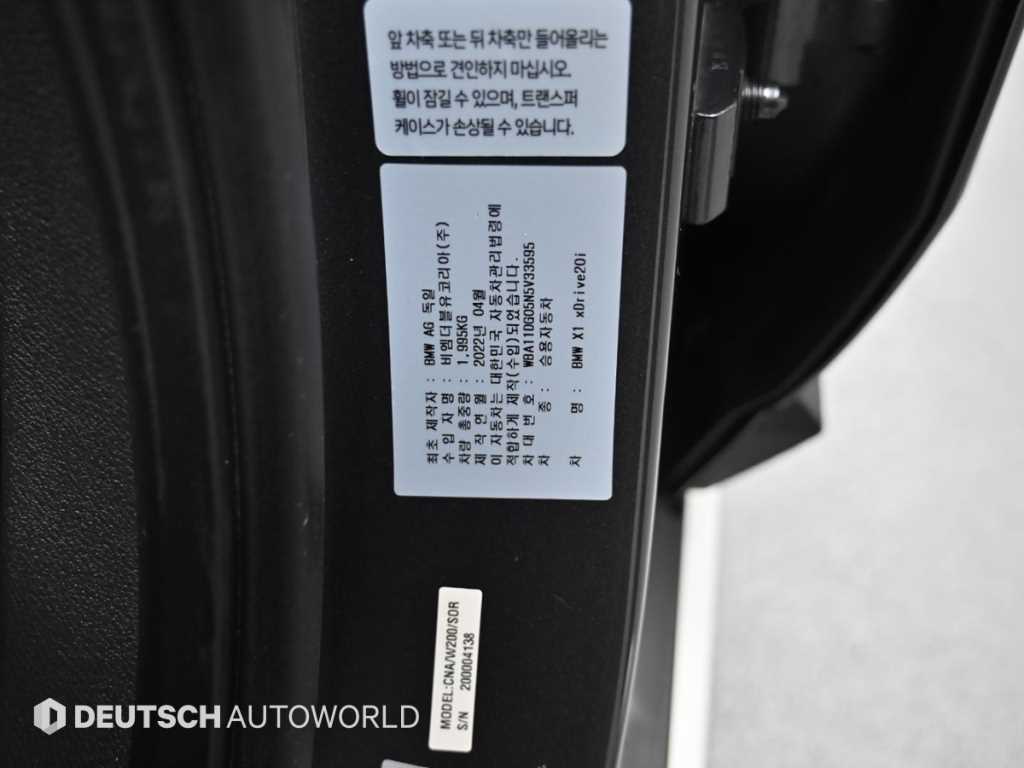 앞 차축 또는 뒤 차축만 들어올리는
방법으로 견인하지 마십시오.
휠이 잠길 수 있으며, 트랜스퍼
케이스가 손상될 수 있습니다.
최초 제작자 : BMW AG 독일
수 입 자 명 : 비엠더블유코리아(주)
차량 총중량 : 1,995KG
제 작 연 월 : 2022년 04월
이 자동차는 대한민국 자동차관리법령에
적합하게 제작(수입)되었습니다.
차 대 번 호 : WBA11DG05N5V33595
차 종 : 승용자동차
차 명 : BMW X1 xDrive20i
MODEL:CNA/W200/SOR
S/N 200004138
DEUTSCH AUTOWORLD